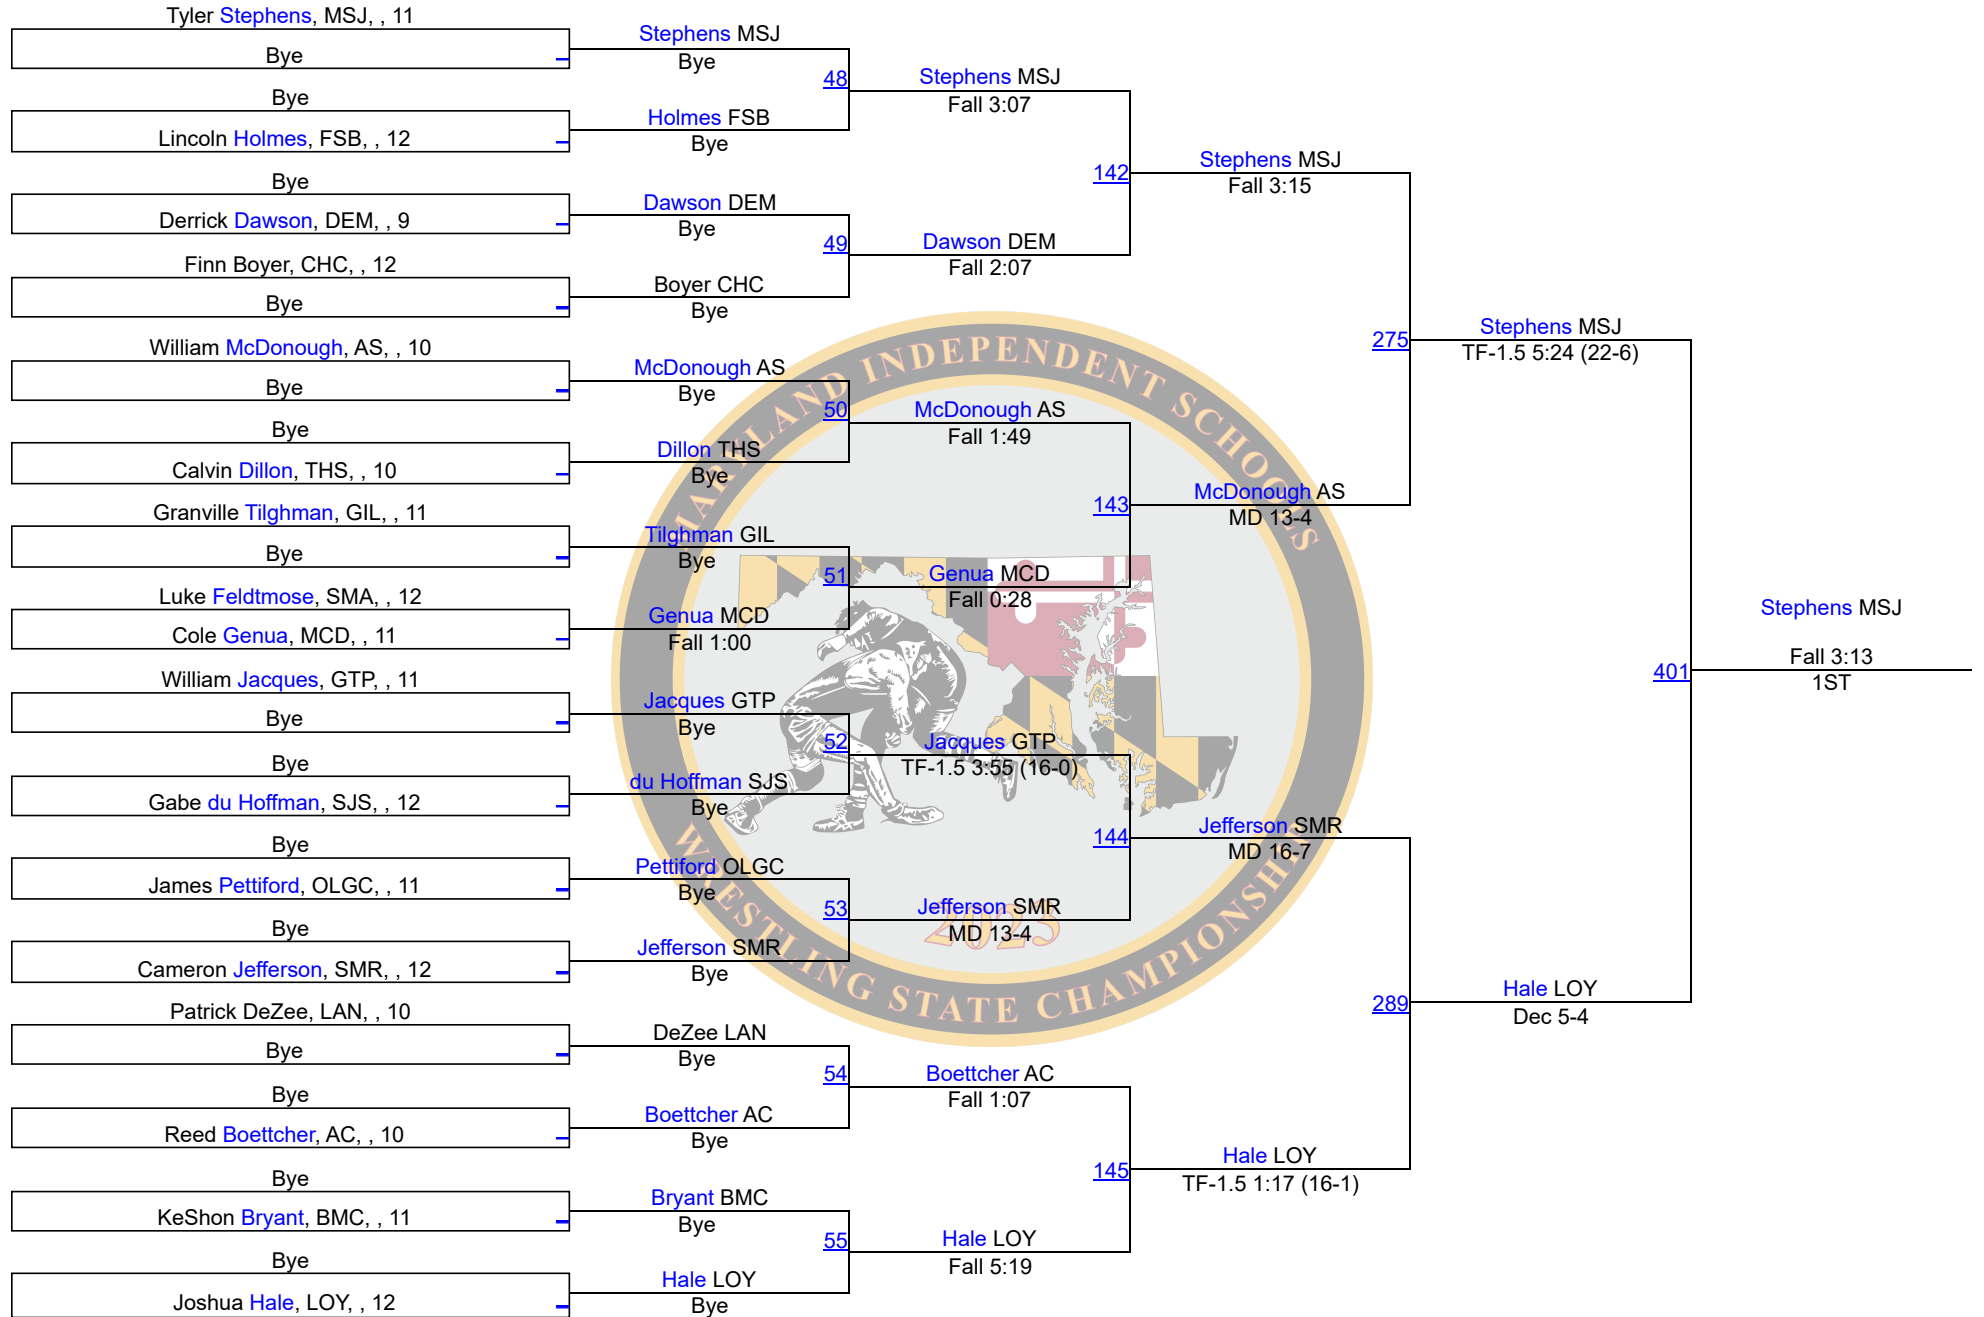 Tyler Stephens, MSJ, , 11
Bye
Bye
Lincoln Holmes, FSB, , 12
Bye
Derrick Dawson, DEM, , 9
Finn Boyer, CHC, , 12
Bye
William McDonough, AS, , 10
Bye
Bye
Calvin Dillon, THS, , 10
Granville Tilghman, GIL, , 11
Bye
Luke Feldtmose, SMA, , 12
Cole Genua, MCD, , 11
William Jacques, GTP, , 11
Bye
Bye
Gabe du Hoffman, SJS, , 12
Bye
James Pettiford, OLGC, , 11
Bye
Cameron Jefferson, SMR, , 12
Patrick DeZee, LAN, , 10
Bye
Bye
Reed Boettcher, AC, , 10
Bye
KeShon Bryant, BMC, , 11
Bye
Joshua Hale, LOY, , 12
Stephens MSJ
Bye
48
Holmes FSB
Bye
Dawson DEM
Bye
49
Boyer CHC
Bye
McDonough AS
Bye
50
Dillon THS
Bye
Tilghman GIL
Bye
51
Genua MCD
Fall 1:00
Jacques GTP
Bye
52
du Hoffman SJS
Bye
Pettiford OLGC
Bye
53
Jefferson SMR
Bye
DeZee LAN
Bye
54
Boettcher AC
Bye
Bryant BMC
Bye
55
Hale LOY
Bye
Stephens MSJ
Fall 3:07
142
Dawson DEM
Fall 2:07
McDonough AS
Fall 1:49
143
Genua MCD
Fall 0:28
Jacques GTP
TF-1.5 3:55 (16-0)
144
Jefferson SMR
MD 13-4
Boettcher AC
Fall 1:07
145
Hale LOY
Fall 5:19
Stephens MSJ
Fall 3:15
275
McDonough AS
MD 13-4
Jefferson SMR
MD 16-7
289
Hale LOY
TF-1.5 1:17 (16-1)
Stephens MSJ
TF-1.5 5:24 (22-6)
401
Hale LOY
Dec 5-4
Stephens MSJ
Fall 3:13
1ST
MARYLAND INDEPENDENT SCHOOLS
WRESTLING STATE CHAMPIONSHIP
2023